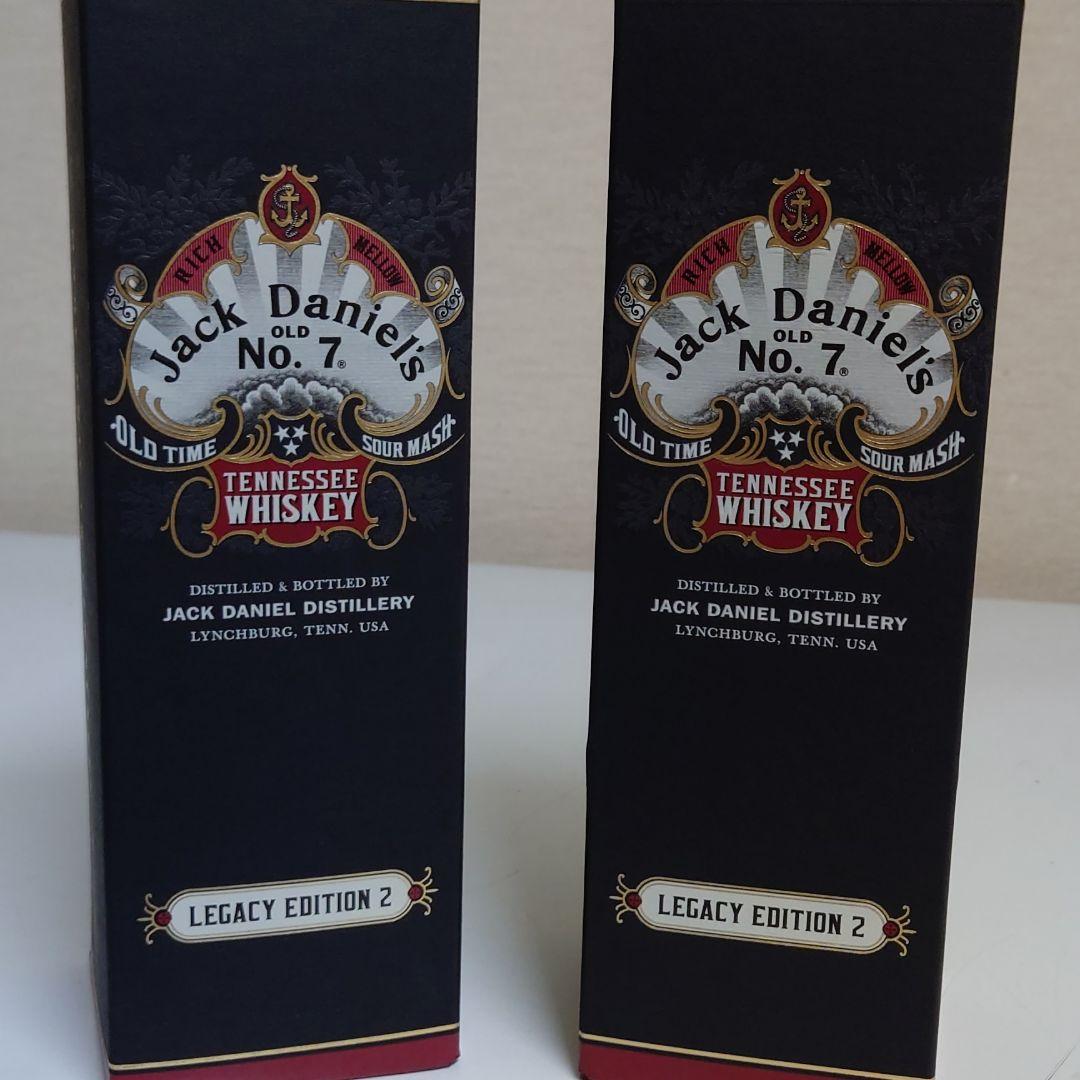 RICH
MELLOW
Jack Daniel's
OLD
No. 7®
OLD TIME
SOUR MASH
TENNESSEE
WHISKEY
DISTILLED & BOTTLED BY
JACK DANIEL DISTILLERY
LYNCHBURG, TENN. USA
LEGACY EDITION 2
RICH
MELLOW
Jack Daniel's
OLD
No. 7®
OLD TIME
SOUR MASH
TENNESSEE
WHISKEY
DISTILLED & BOTTLED BY
JACK DANIEL DISTILLERY
LYNCHBURG, TENN. USA
LEGACY EDITION 2